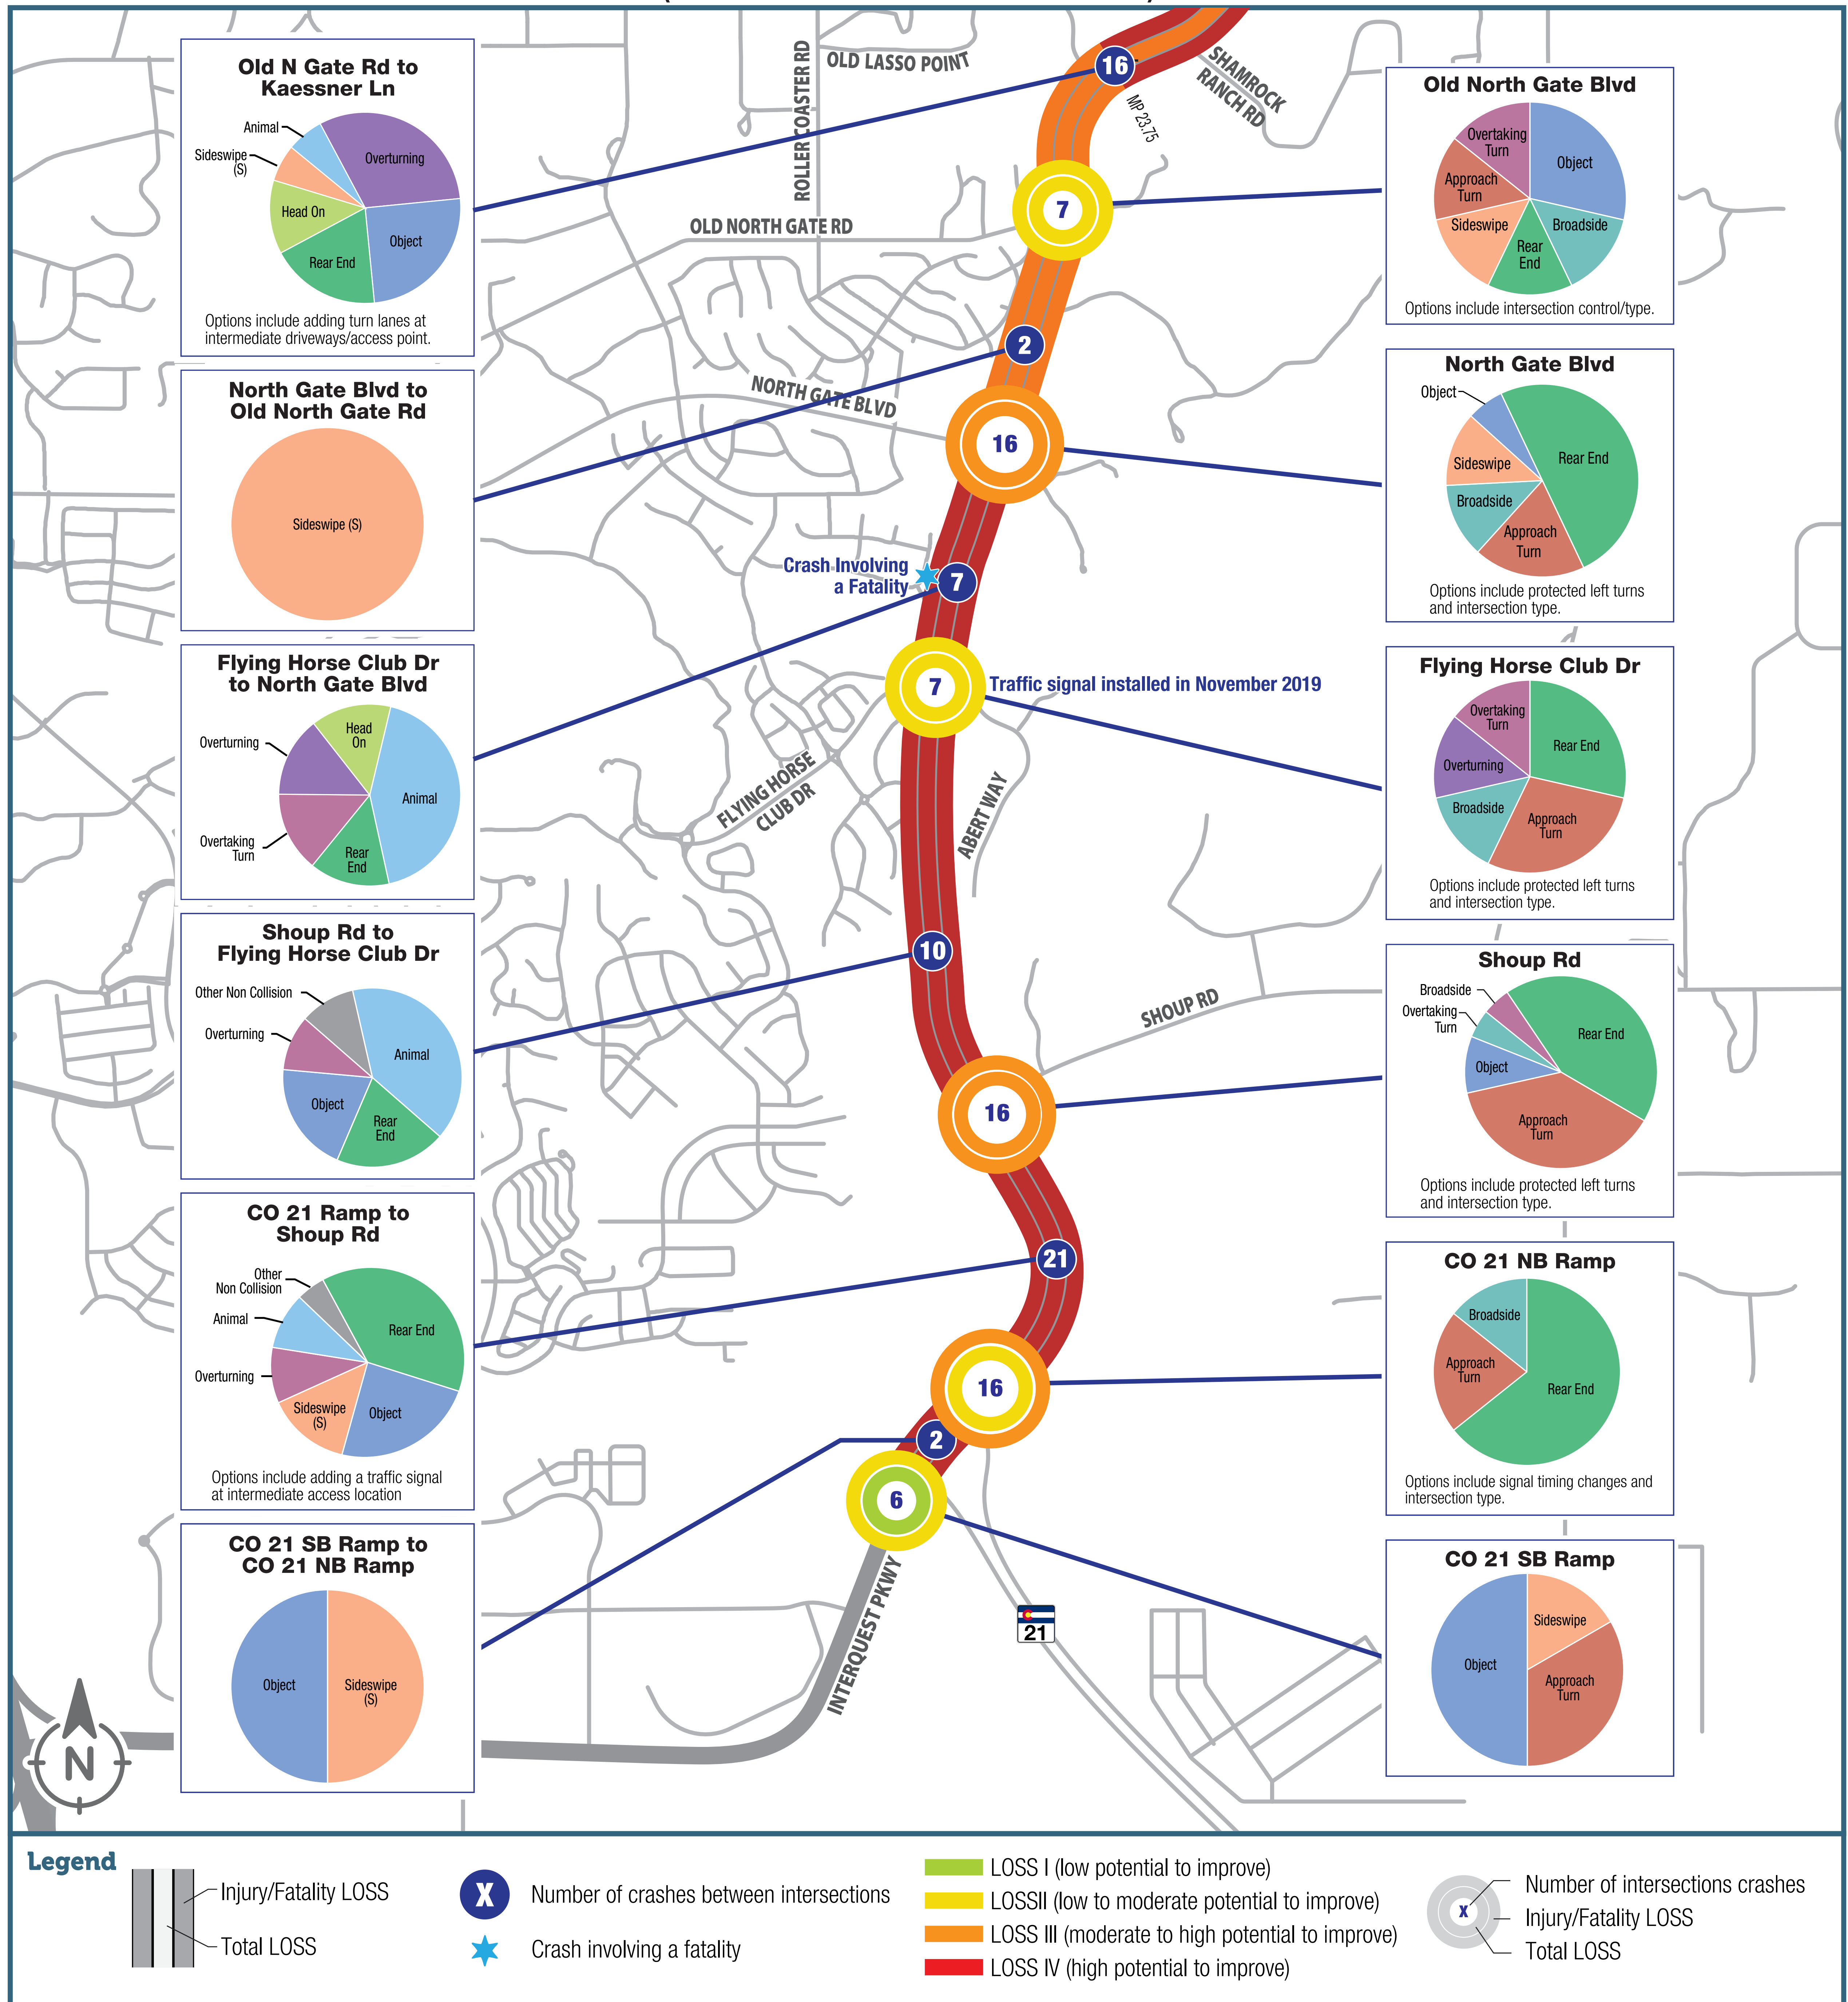 Old N Gate Rd to
Kaessner Ln
Animal
Overturning
Sideswipe
(S)
Head On
Object
Rear End
Options include adding turn lanes at
intermediate driveways/access point.
North Gate Blvd to
Old North Gate Rd
Sideswipe (S)
Flying Horse Club Dr
to North Gate Blvd
Head
On
Overturning
Animal
Overtaking
Turn
Rear
End
Shoup Rd to
Flying Horse Club Dr
Other Non Collision
Overturning
Animal
Object
Rear
End
CO 21 Ramp to
Shoup Rd
Other
Non Collision
Animal
Rear End
Overturning
Sideswipe
(S)
Object
Options include adding a traffic signal
at intermediate access location
CO 21 SB Ramp to
CO 21 NB Ramp
Object
Sideswipe
(S)
N
ROLLER COASTER RD
OLD LASSO POINT
SHAMROCK
RANCH RD
16
MP 23.75
7
OLD NORTH GATE RD
2
NORTH GATE BLVD
16
Crash Involving
a Fatality
7
7
Traffic signal installed in November 2019
FLYING HORSE
CLUB DR
ABERT WAY
10
SHOUP RD
16
21
16
2
6
INTERQUEST PKWY
21
Old North Gate Blvd
Overtaking
Turn
Object
Approach
Turn
Sideswipe
Broadside
Rear
End
Options include intersection control/type.
North Gate Blvd
Object
Rear End
Sideswipe
Broadside
Approach
Turn
Options include protected left turns
and intersection type.
Flying Horse Club Dr
Overtaking
Turn
Rear End
Overturning
Broadside
Approach
Turn
Options include protected left turns
and intersection type.
Shoup Rd
Broadside
Overtaking
Turn
Rear End
Object
Approach
Turn
Options include protected left turns
and intersection type.
CO 21 NB Ramp
Broadside
Approach
Turn
Rear End
Options include signal timing changes and
intersection type.
CO 21 SB Ramp
Sideswipe
Object
Approach
Turn
Legend
Injury/Fatality LOSS
Total LOSS
X
Number of crashes between intersections
Crash involving a fatality
LOSS I (low potential to improve)
LOSSII (low to moderate potential to improve)
LOSS III (moderate to high potential to improve)
LOSS IV (high potential to improve)
X
Number of intersections crashes
Injury/Fatality LOSS
Total LOSS